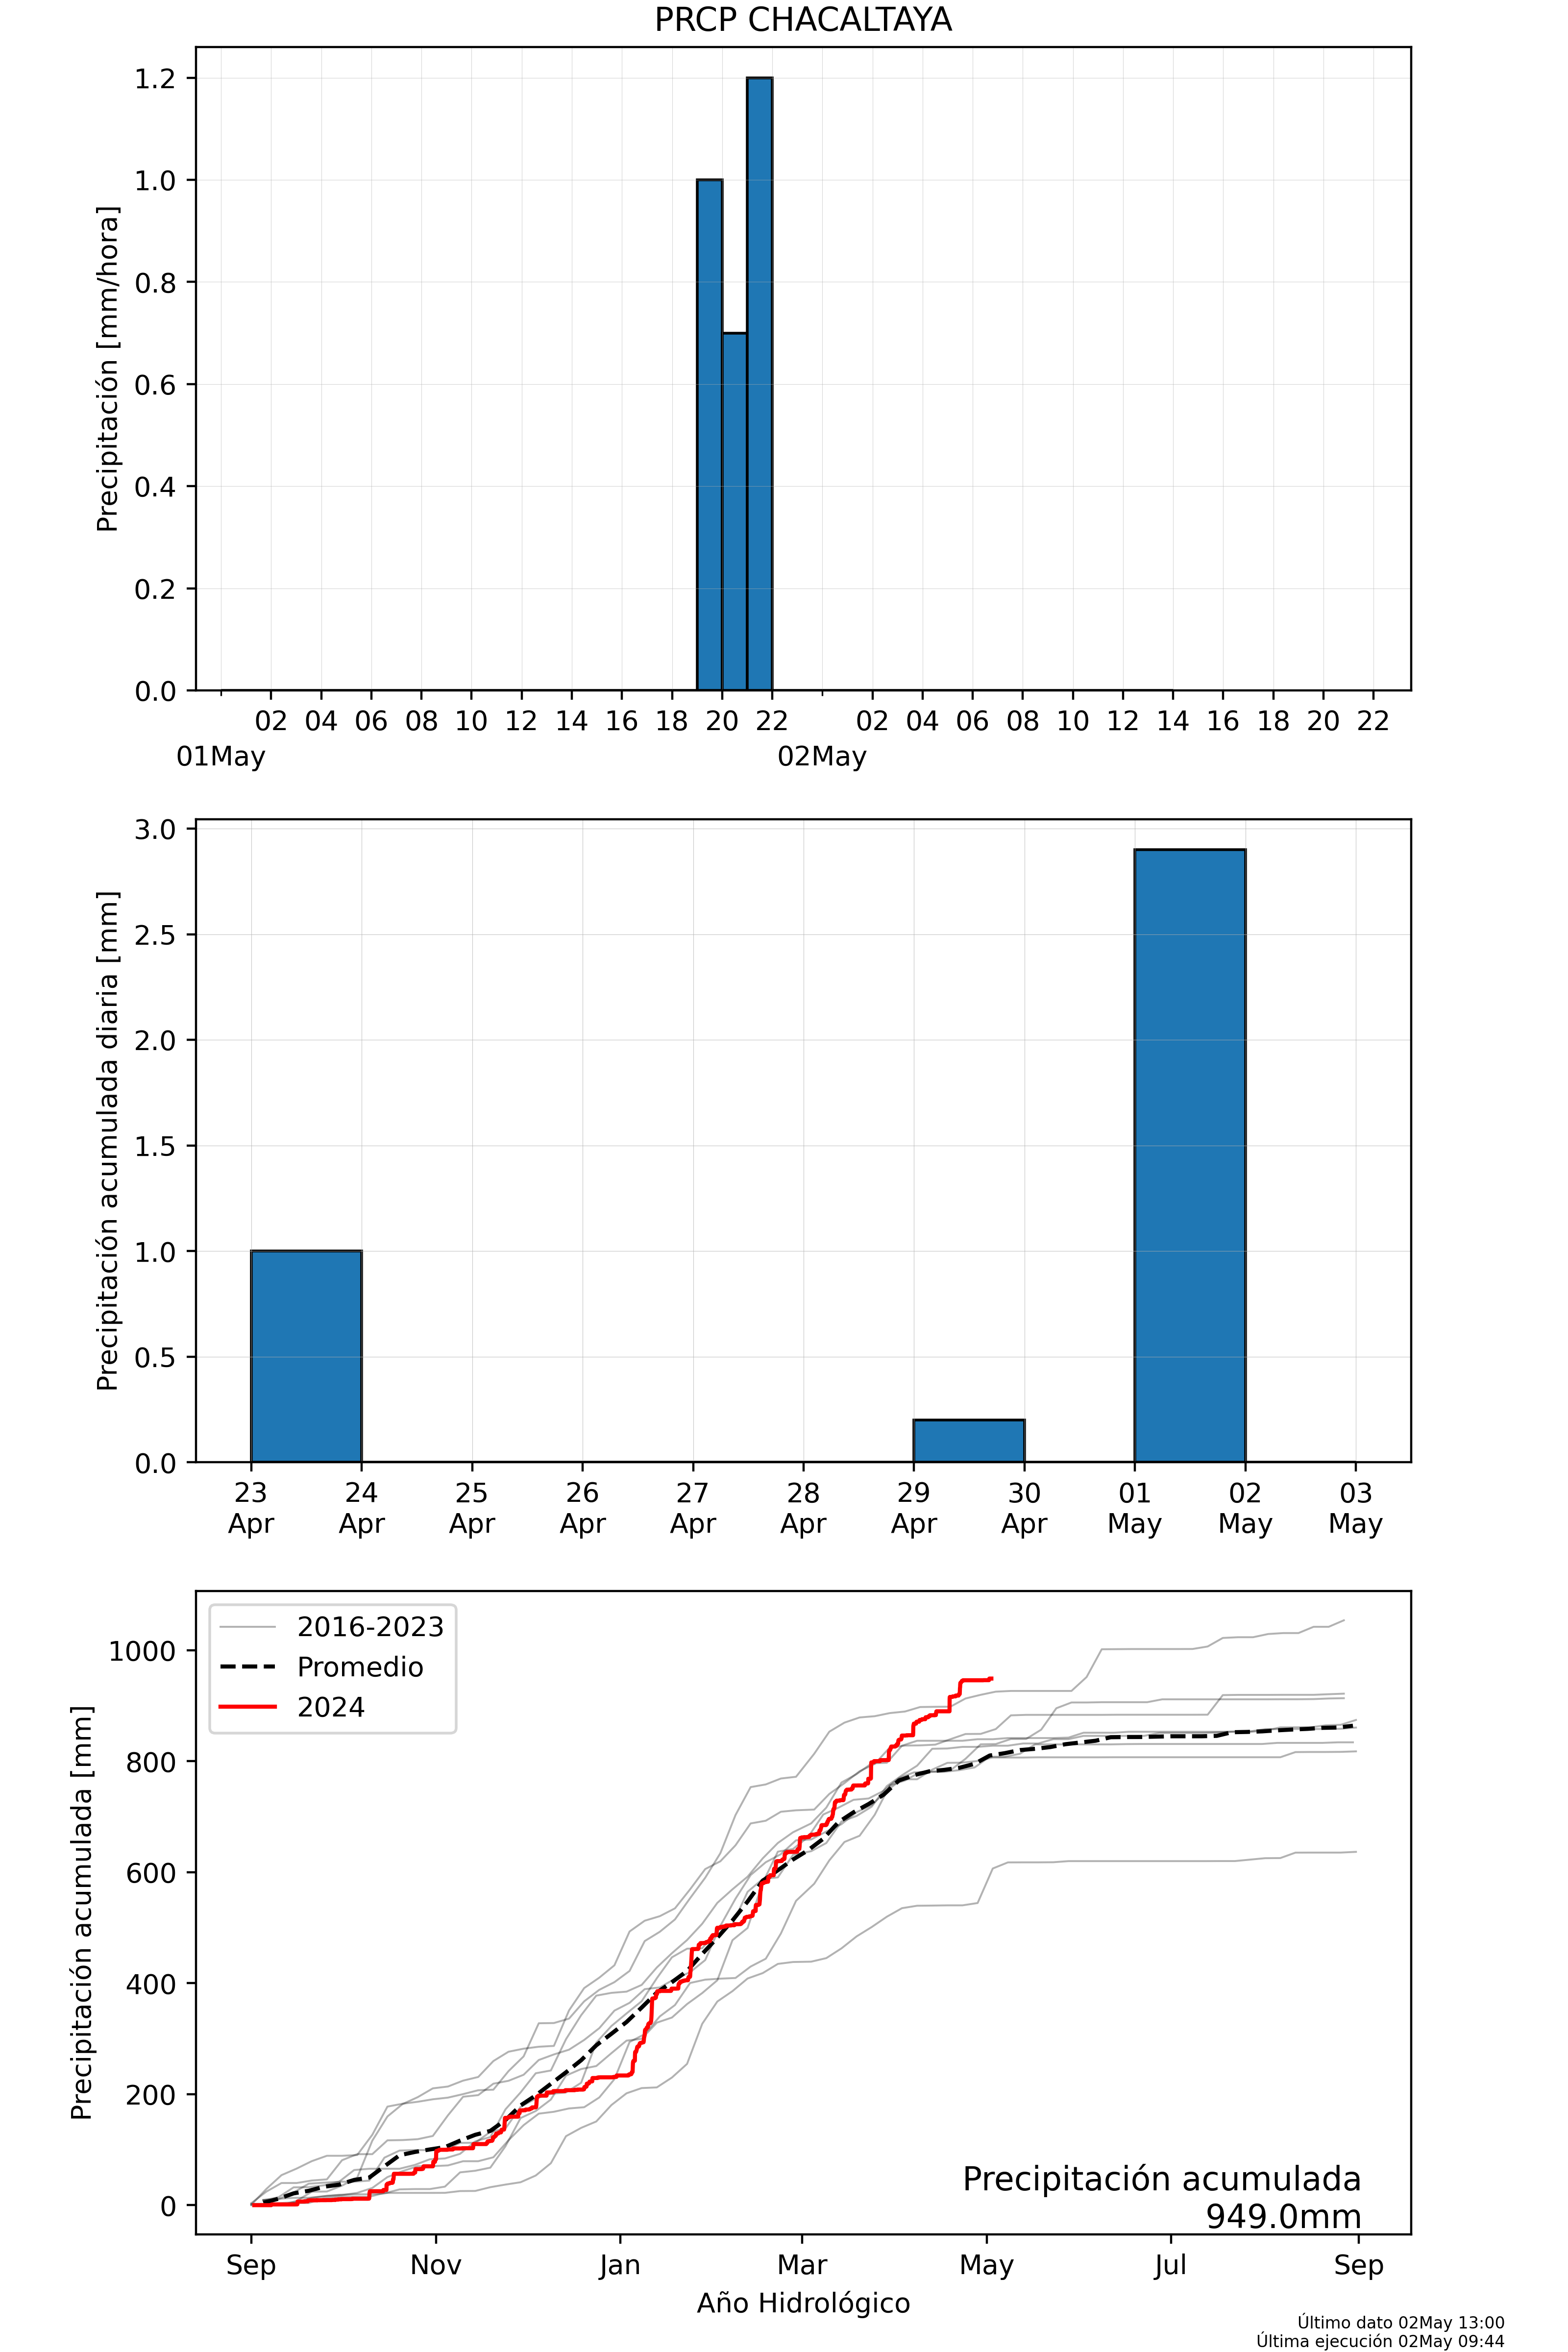 PRCP CHACALTAYA
Precipitación [mm/hora]
1.2
1.0
0.8
0.6
0.4
0.2
0.0
02 04 06 08 10 12 14 16 18 20 22 02 04 06 08 10 12 14 16 18 20 22
01May 02May
Precipitación acumulada diaria [mm]
3.0
2.5
2.0
1.5
1.0
0.5
0.0
23 24 25 26 27 28 29 30 01 02 03
Apr Apr Apr Apr Apr Apr Apr Apr May May May
Precipitación acumulada [mm]
1000
800
600
400
200
0
2016-2023
Promedio
2024
Precipitación acumulada
949.0mm
Sep Nov Jan Mar May Jul Sep
Año Hidrológico
Último dato 02May 13:00
Última ejecución 02May 09:44